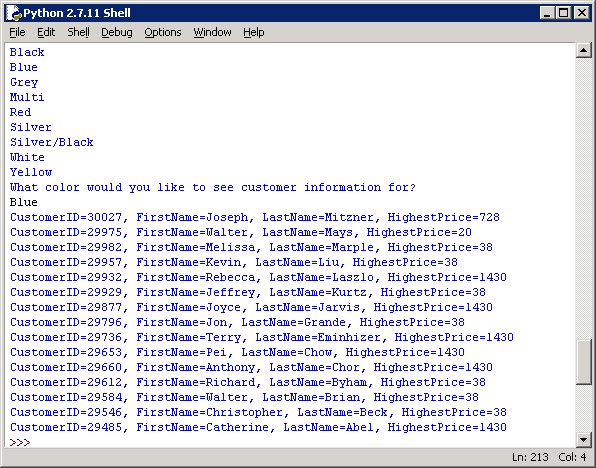 Python 2.7.11 Shell
File Edit Shell Debug Options Window Help
Black
Blue
Grey
Multi
Red
Silver
Silver/Black
White
Yellow
What color would you like to see customer information for?
Blue
CustomerID=30027, FirstName=Joseph, LastName=Mitzner, HighestPrice=728
CustomerID=29975, FirstName=Walter, LastName=Mays, HighestPrice=20
CustomerID=29982, FirstName=Melissa, LastName=Marple, HighestPrice=38
CustomerID=29957, FirstName=Kevin, LastName=Liu, HighestPrice=38
CustomerID=29932, FirstName=Rebecca, LastName=Laszlo, HighestPrice=1430
CustomerID=29929, FirstName=Jeffrey, LastName=Kurtz, HighestPrice=38
CustomerID=29877, FirstName=Joyce, LastName=Jarvis, HighestPrice=1430
CustomerID=29796, FirstName=Jon, LastName=Grande, HighestPrice=38
CustomerID=29736, FirstName=Terry, LastName=Eminhizer, HighestPrice=1430
CustomerID=29653, FirstName=Pei, LastName=Chow, HighestPrice=1430
CustomerID=29660, FirstName=Anthony, LastName=Chor, HighestPrice=1430
CustomerID=29612, FirstName=Richard, LastName=Byham, HighestPrice=38
CustomerID=29584, FirstName=Walter, LastName=Brian, HighestPrice=38
CustomerID=29546, FirstName=Christopher, LastName=Beck, HighestPrice=38
CustomerID=29485, FirstName=Catherine, LastName=Abel, HighestPrice=1430
>>>
Ln: 213 Col: 4